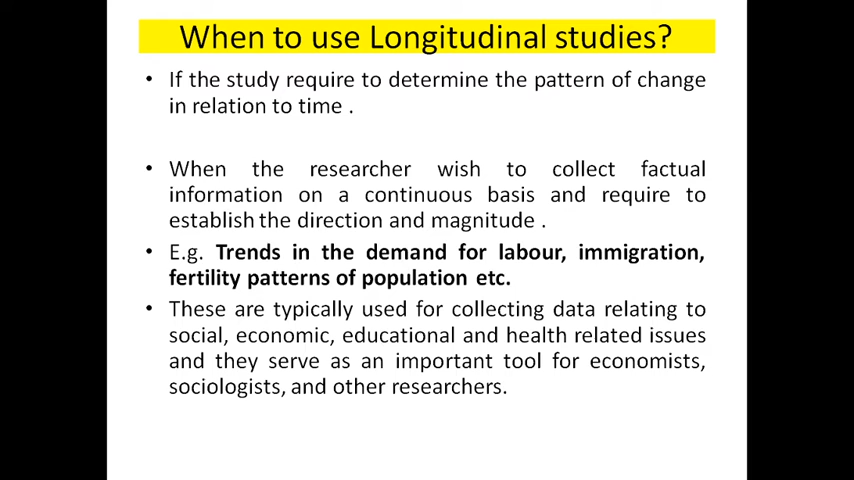 When to use Longitudinal studies?
• If the study require to determine the pattern of change
in relation to time .
• When the researcher wish to collect factual
information on a continuous basis and require to
establish the direction and magnitude .
• E.g. Trends in the demand for labour, immigration,
fertility patterns of population etc.
• These are typically used for collecting data relating to
social, economic, educational and health related issues
and they serve as an important tool for economists,
sociologists, and other researchers.